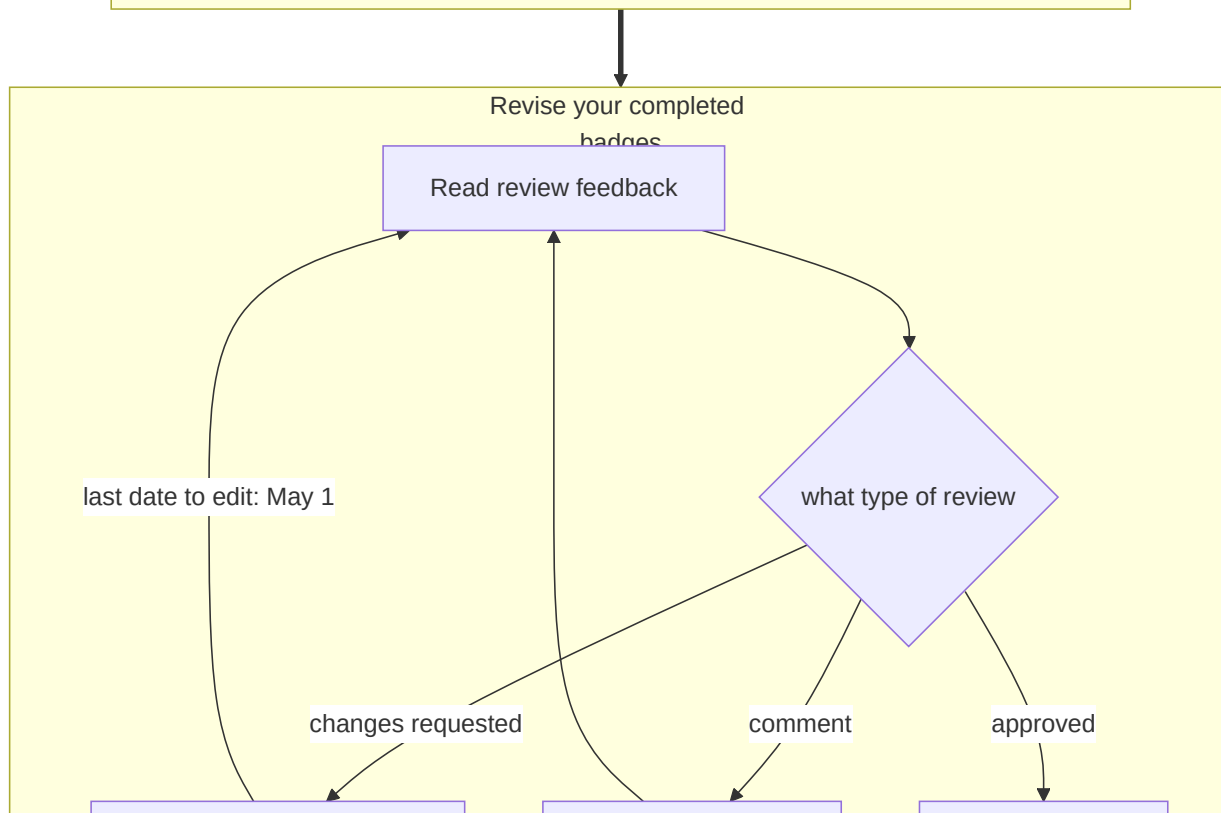 Revise your completed
badges
Read review feedback
last date to edit: May 1
what type of review
changes requested
comment
approved